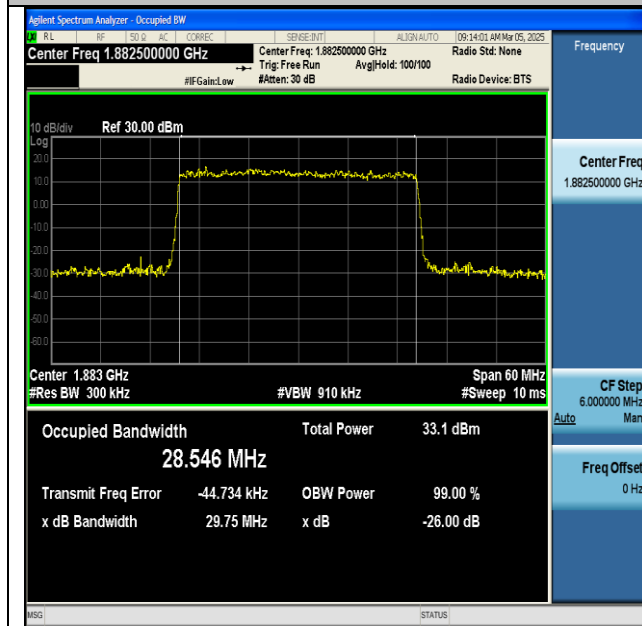 Agilent Spectrum Analyzer - Occupied BW
RL RF 50 Ω AC CORREC SENSE:INT ALIGN AUTO 09:14:01 AM Mar 05, 2025
Center Freq 1.882500000 GHz
Center Freq: 1.882500000 GHz Radio Std: None
Trig: Free Run Avg|Hold: 100/100
#IFGain:Low #Atten: 30 dB Radio Device: BTS
Frequency
10 dB/div Ref 30.00 dBm
Log
20.0
10.0
0.00
-10.0
-20.0
-30.0
-40.0
-50.0
-60.0
Center Freq
1.882500000 GHz
Center 1.883 GHz Span 60 MHz
#Res BW 300 kHz #VBW 910 kHz #Sweep 10 ms
CF Step
6.000000 MHz
Auto Man
Occupied Bandwidth Total Power 33.1 dBm
28.546 MHz
Transmit Freq Error -44.734 kHz OBW Power 99.00 %
x dB Bandwidth 29.75 MHz x dB -26.00 dB
Freq Offset
0 Hz
MSG STATUS